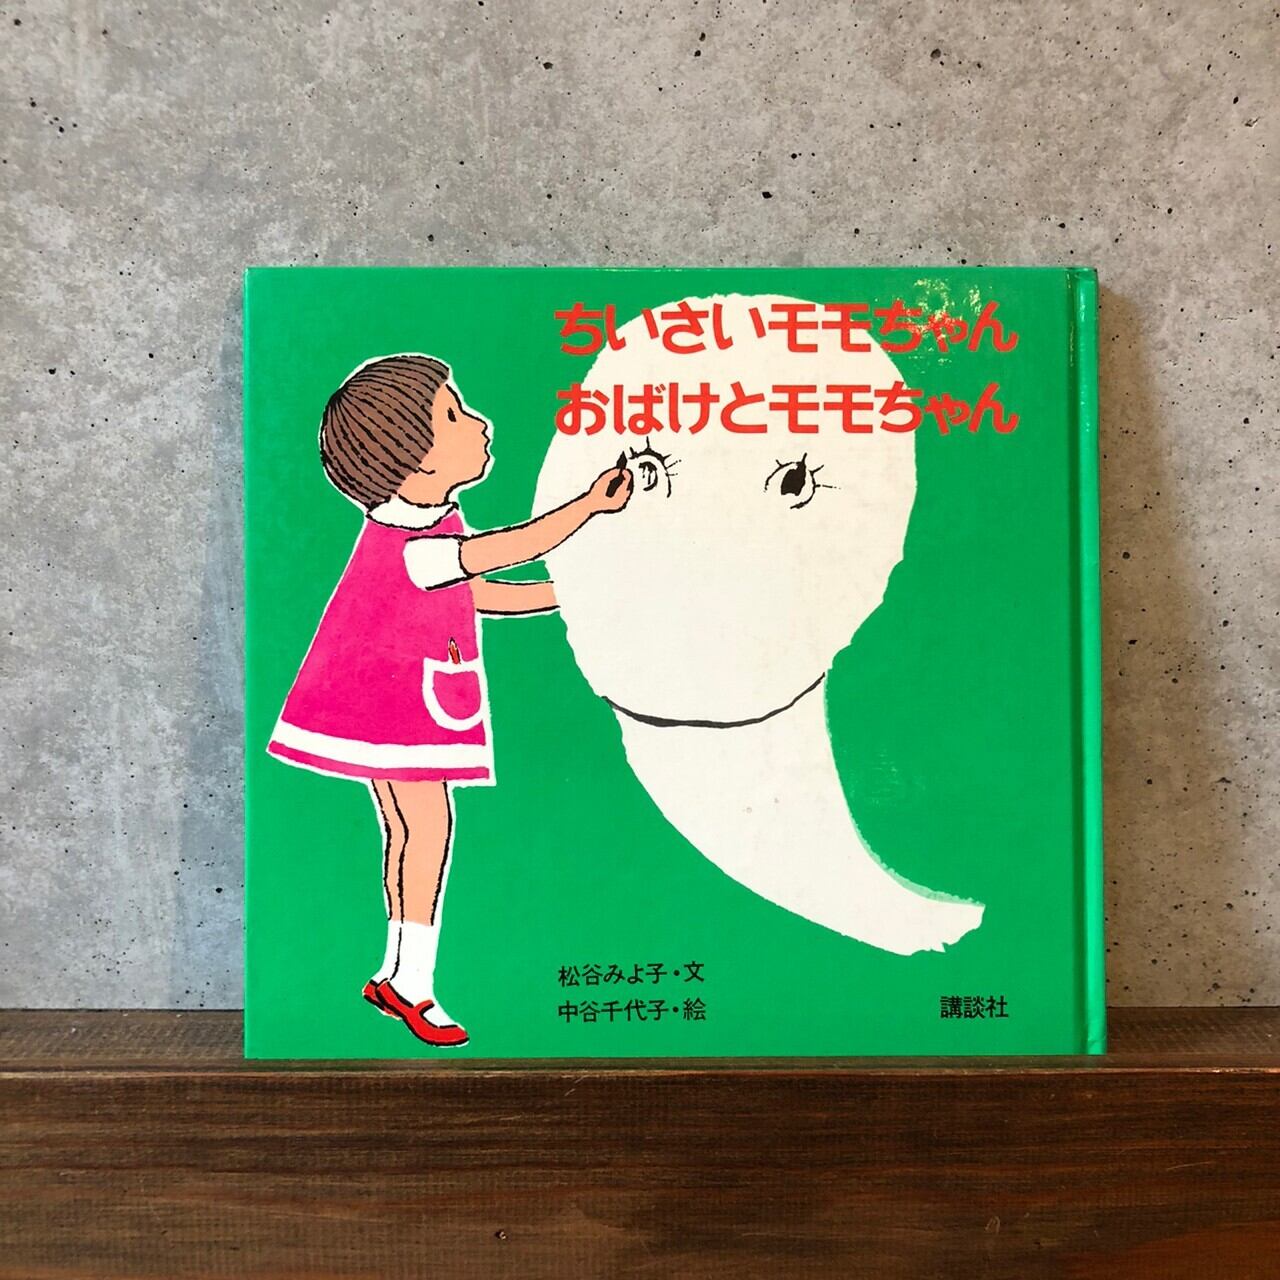 ちいさいモモちゃん
おばけとモモちゃん
松谷みよ子・文
中谷千代子・絵
講談社